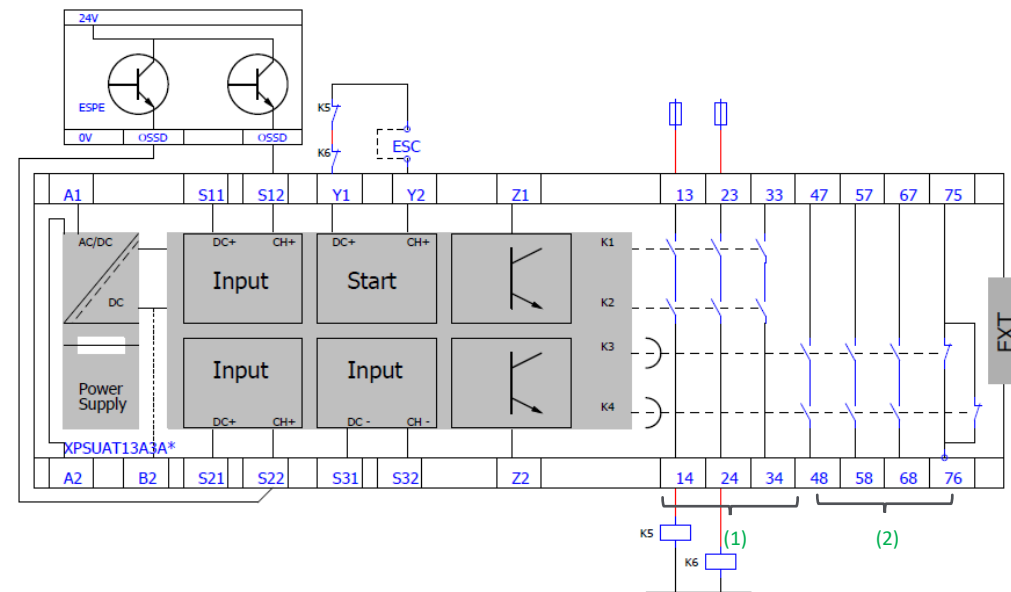 24V
ESPE
0V OSSD OSSD
K5
K6 ESC
A1 S11 S12 Y1 Y2 Z1 13 23 33 47 57 67 75
AC/DC DC+ CH+ DC+ CH+ K1
Input Start
DC K2
EXT
K3
Input Input
Power
Supply
K4
DC+ CH+ DC - CH -
XPSUAT13A3A*
A2 B2 S21 S22 S31 S32 Z2 14 24 34 48 58 68 76
K5 (1) (2)
K6